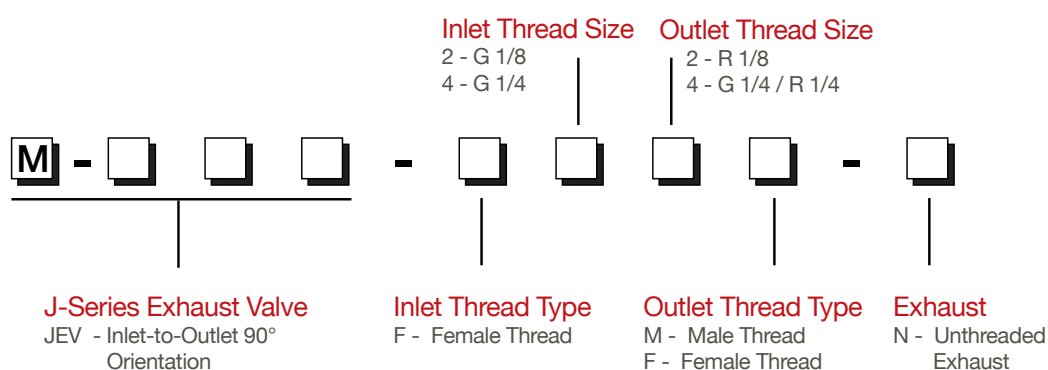 Inlet Thread Size
2 - G 1/8
4 - G 1/4
Outlet Thread Size
2 - R 1/8
4 - G 1/4 / R 1/4
M - - -
J-Series Exhaust Valve
JEV - Inlet-to-Outlet 90°
Orientation
Inlet Thread Type
F - Female Thread
Outlet Thread Type
M - Male Thread
F - Female Thread
Exhaust
N - Unthreaded
Exhaust